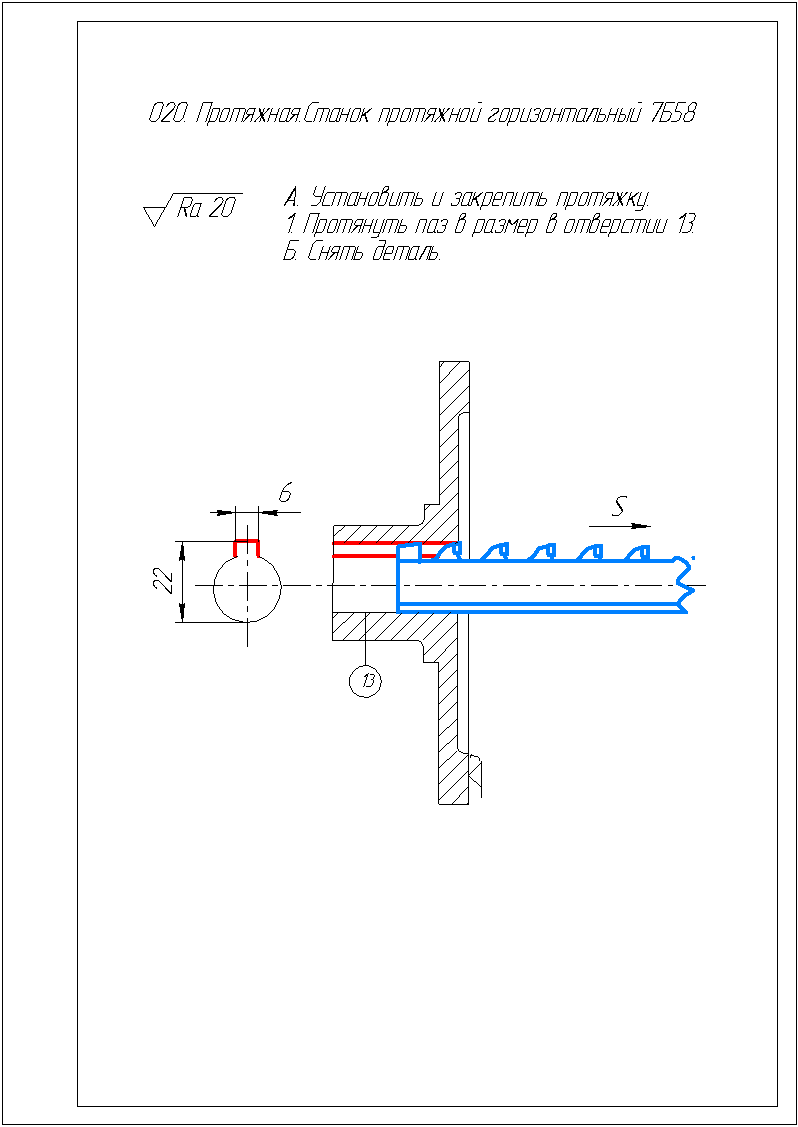 020. Протяжная.Станок протяжной горизонтальный 7Б58
Ra 20
А. Установить и закрепить протяжку.
1. Протянуть паз в размер в отверстии 13.
Б. Снять деталь.
6
S
22
13